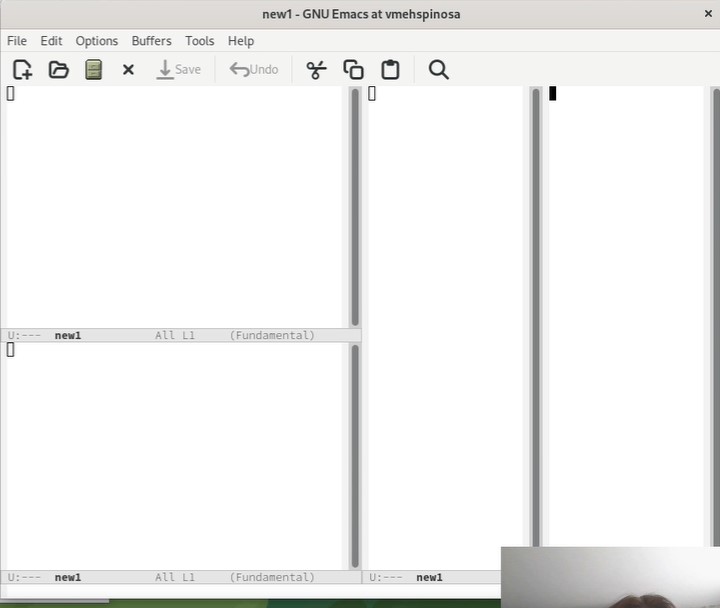 new1 - GNU Emacs at vmehspinosa
File Edit Options Buffers Tools Help
Save Undo
U:--- new1 All L1 (Fundamental)
U:--- new1 All L1 (Fundamental)
U:--- new1